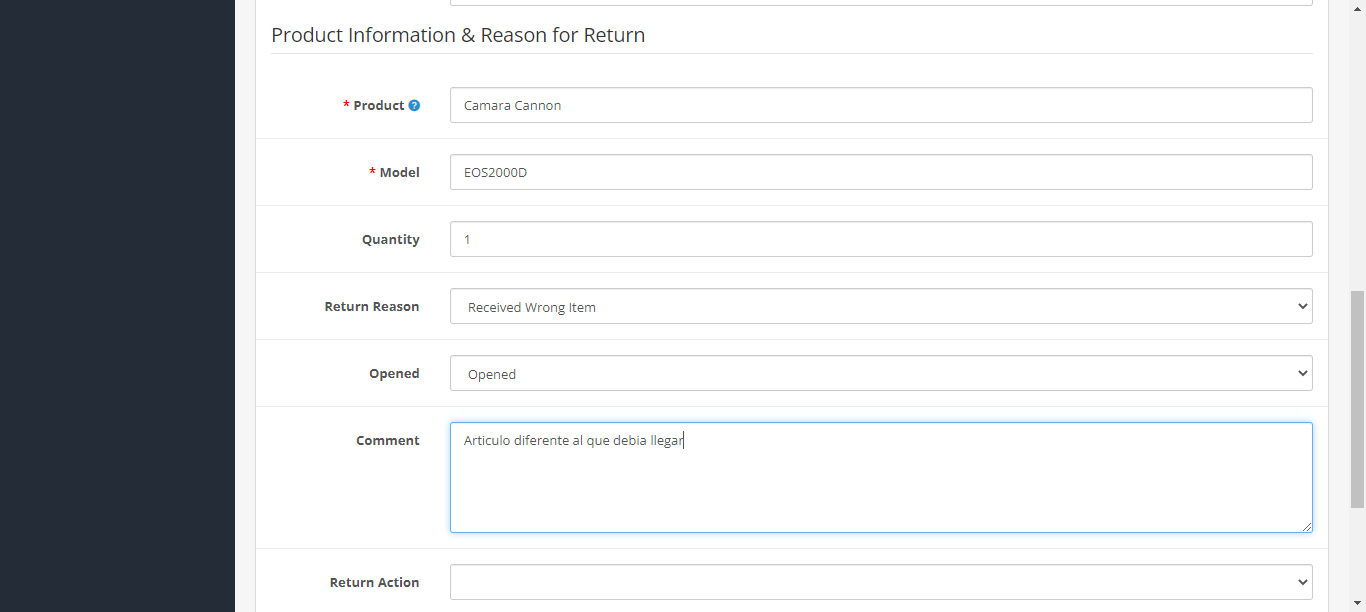 Product Information & Reason for Return
* Product ?
Camara Cannon
* Model
EOS2000D
Quantity
1
Return Reason
Received Wrong Item
Opened
Opened
Comment
Articulo diferente al que debia llegar
Return Action